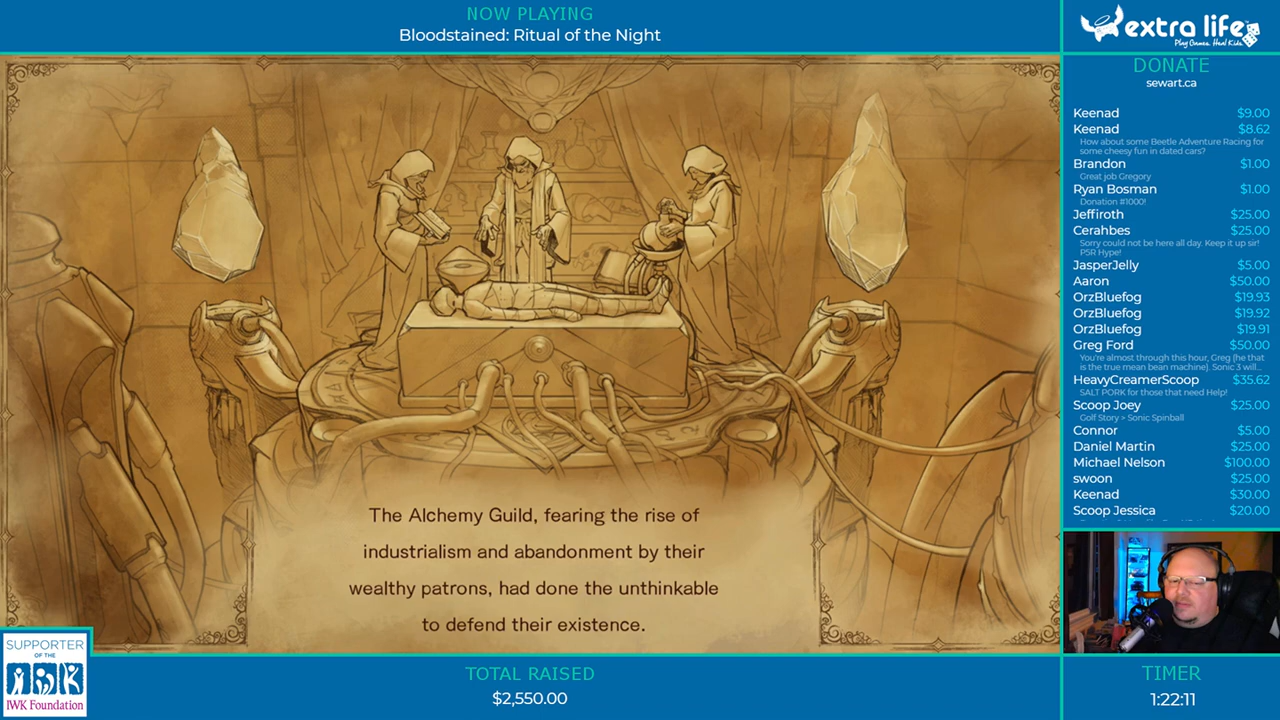 NOW PLAYING
Bloodstained: Ritual of the Night
extra life
Play Games. Heal Kids.
DONATE
sewart.ca
Keenad $9.00
Keenad $8.62
How about some Beetle Adventure Racing for
some cheesy fun in dated cars?
Brandon $1.00
Great job Gregory
Ryan Bosman $1.00
Donation #1000!
Jeffiroth $25.00
Cerahbes $25.00
Sorry could not be here all day. Keep it up sir!
PSR Hype!
JasperJelly $5.00
Aaron $50.00
OrzBluefog $19.93
OrzBluefog $19.92
OrzBluefog $19.91
Greg Ford $50.00
You're almost through this hour, Greg (he that
is the true mean bean machine). Sonic 3 will...
HeavyCreamerScoop $35.62
SALT PORK for those that need Help!
Scoop Joey $25.00
Golf Story > Sonic Spinball
Connor $5.00
Daniel Martin $25.00
Michael Nelson $100.00
swoon $25.00
Keenad $30.00
Scoop Jessica $20.00
The Alchemy Guild, fearing the rise of
industrialism and abandonment by their
wealthy patrons, had done the unthinkable
to defend their existence.
SUPPORTER
OF THE
IWK
IWK Foundation
TOTAL RAISED
$2,550.00
TIMER
1:22:11